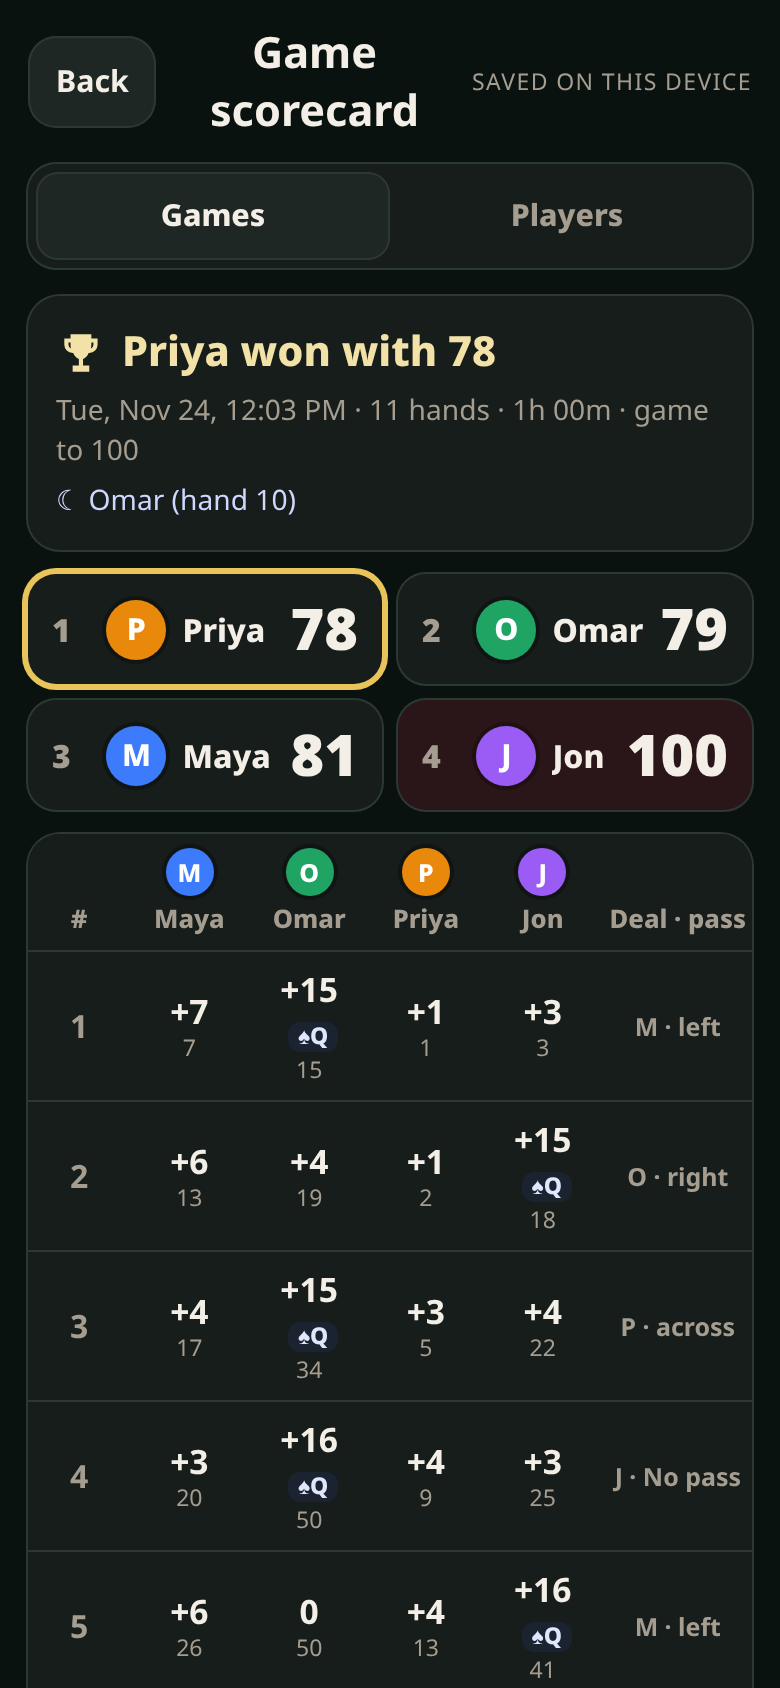 Back
Game
scorecard
SAVED ON THIS DEVICE
Games
Players
Priya won with 78
Tue, Nov 24, 12:03 PM · 11 hands · 1h 00m · game
to 100
☾ Omar (hand 10)
1 P Priya 78
2 O Omar 79
3 M Maya 81
4 J Jon 100
M O P J
# Maya Omar Priya Jon Deal · pass
1 +7 +15 +1 +3 M · left
♠Q
7 15 1 3
2 +6 +4 +1 +15 O · right
♠Q
13 19 2 18
3 +4 +15 +3 +4 P · across
♠Q
17 34 5 22
4 +3 +16 +4 +3 J · No pass
♠Q
20 50 9 25
5 +6 0 +4 +16 M · left
♠Q
26 50 13 41